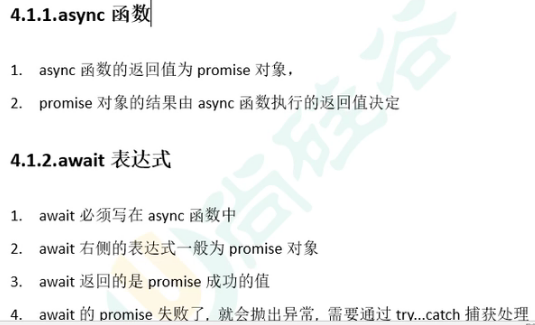 4.1.1.async 函数
1. async 函数的返回值为 promise 对象，
2. promise 对象的结果由 async 函数执行的返回值决定
4.1.2.await 表达式
1. await 必须写在 async 函数中
2. await 右侧的表达式一般为 promise 对象
3. await 返回的是 promise 成功的值
4. await 的 promise 失败了, 就会抛出异常, 需要通过 try...catch 捕获处理
尚硅谷